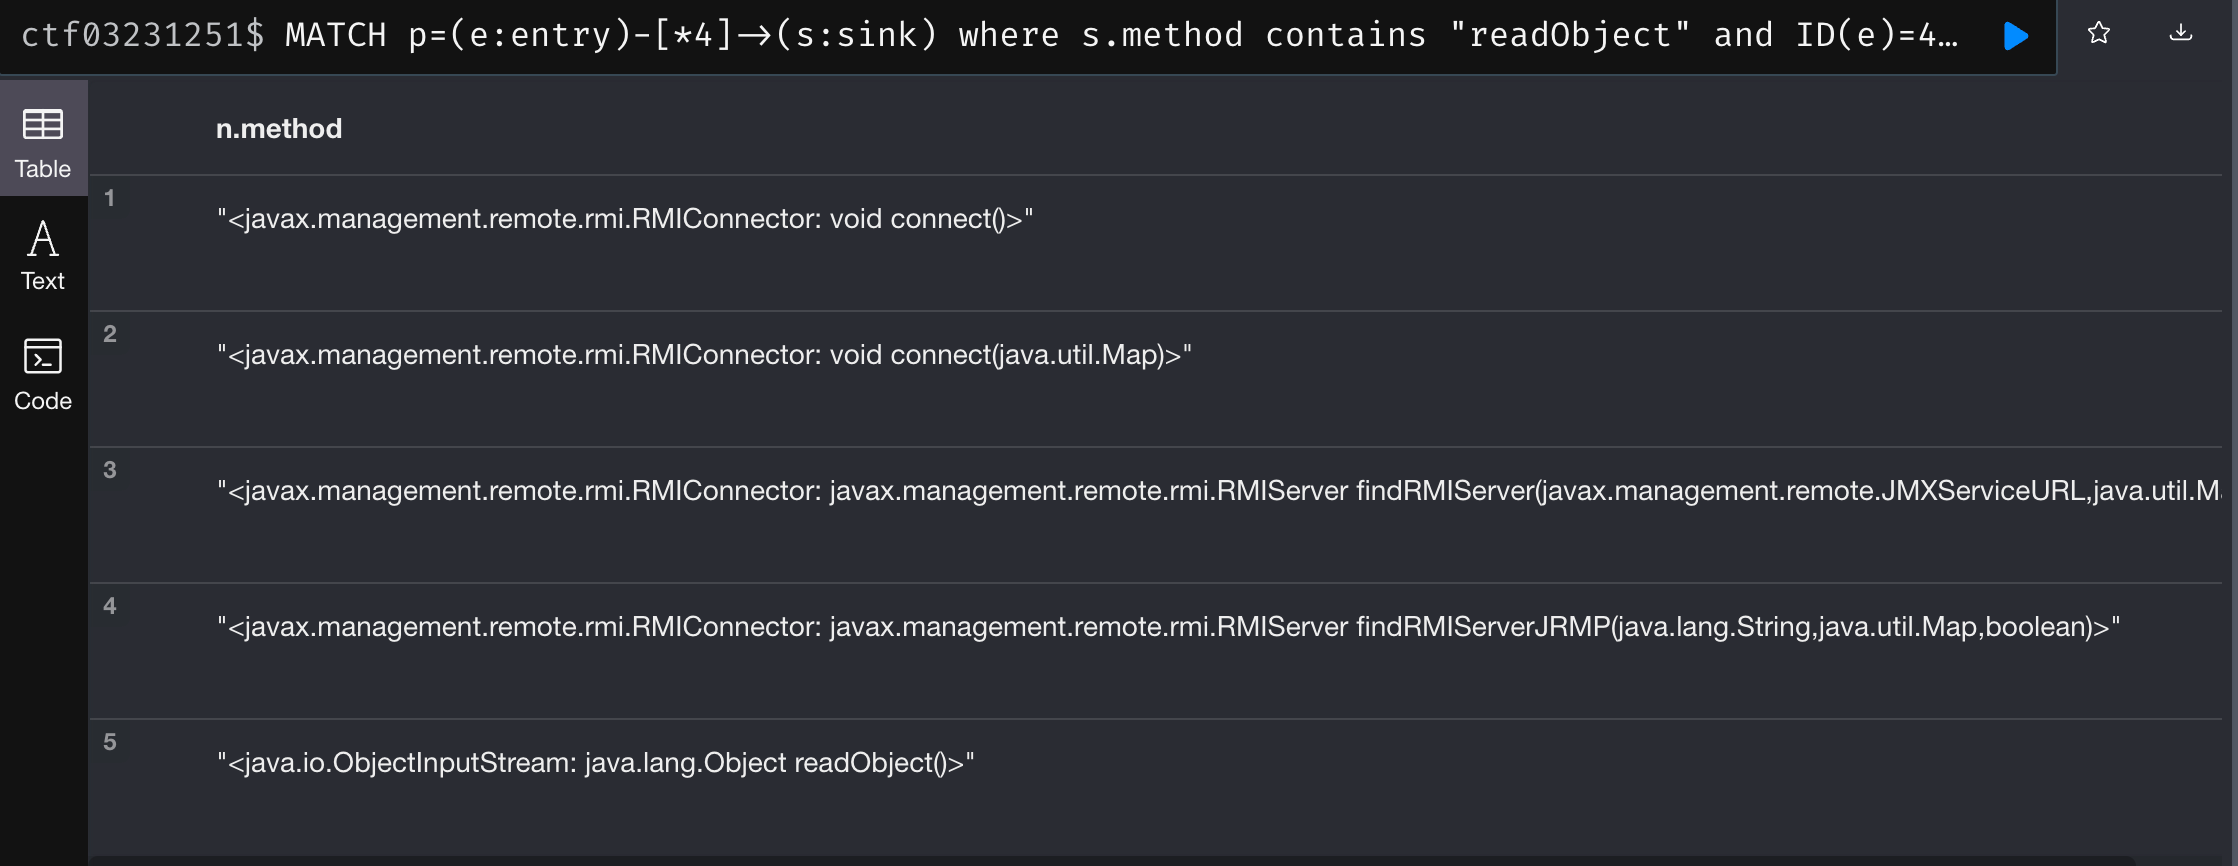 ctf03231251$ MATCH p=(e:entry)-[*4]→(s:sink) where s.method contains "readObject" and ID(e)=4…
n.method
Table
1
"<javax.management.remote.rmi.RMIConnector: void connect()>"
Text
2
"<javax.management.remote.rmi.RMIConnector: void connect(java.util.Map)>"
Code
3
"<javax.management.remote.rmi.RMIConnector: javax.management.remote.rmi.RMIServer findRMIServer(javax.management.remote.JMXServiceURL,java.util.M
4
"<javax.management.remote.rmi.RMIConnector: javax.management.remote.rmi.RMIServer findRMIServerJRMP(java.lang.String,java.util.Map,boolean)>"
5
"<java.io.ObjectInputStream: java.lang.Object readObject()>"